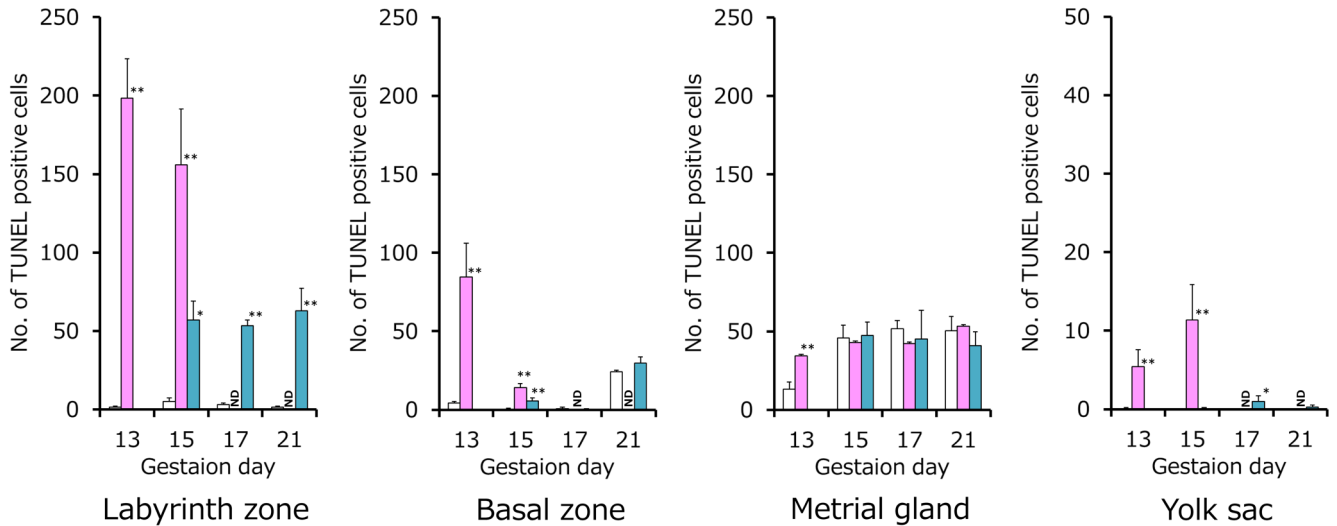 No. of TUNEL positive cells
250
200
150
100
50
0
**
**
*
**
ND
**
ND
13 15 17 21
Gestaion day
Labyrinth zone
No. of TUNEL positive cells
250
200
150
100
50
0
**
**
**
ND
ND
13 15 17 21
Gestaion day
Basal zone
No. of TUNEL positive cells
250
200
150
100
50
0
**
13 15 17 21
Gestaion day
Metrial gland
No. of TUNEL positive cells
50
40
30
20
10
0
**
**
ND
*
ND
13 15 17 21
Gestaion day
Yolk sac